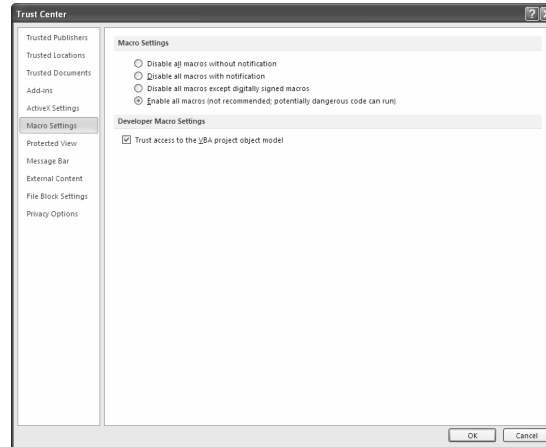 Trust Center
Trusted Publishers
Trusted Locations
Trusted Documents
Add-ins
ActiveX Settings
Macro Settings
Protected View
Message Bar
External Content
File Block Settings
Privacy Options
Macro Settings
Disable all macros without notification
Disable all macros with notification
Disable all macros except digitally signed macros
Enable all macros (not recommended; potentially dangerous code can run)
Developer Macro Settings
Trust access to the VBA project object model
OK
Cancel